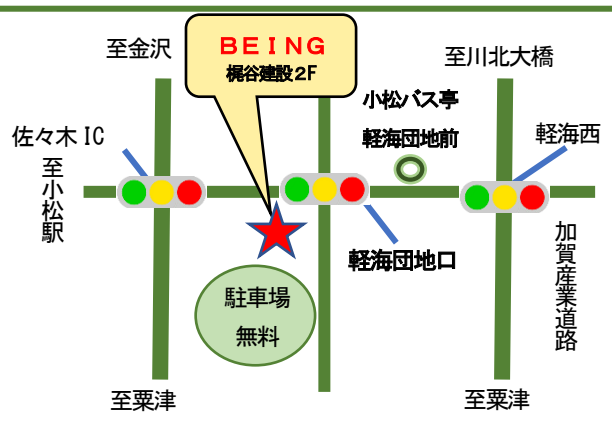 至金沢
ＢＥＩＮＧ
梶谷建設２F
至川北大橋
小松バス亭
軽海団地前
佐々木 IC
軽海西
至小松駅
軽海団地口
加賀産業道路
駐車場
無料
至粟津
至粟津